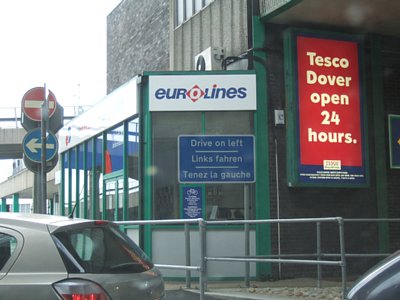 EUROLINES
Drive on left
Links fahren
Tenez la gauche
Tesco
Dover
open
24
hours.